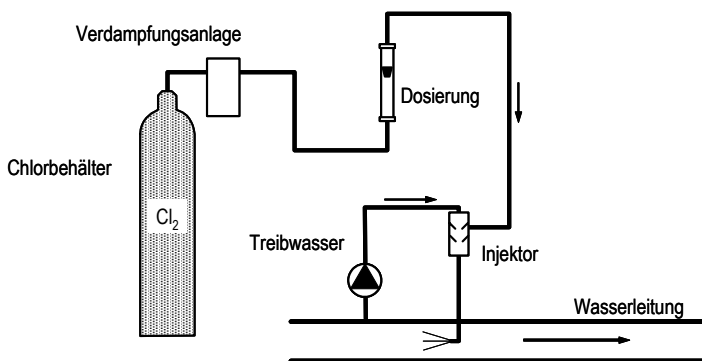 Verdampfungsanlage
Dosierung
Chlorbehälter
Cl₂
Treibwasser
Injektor
Wasserleitung